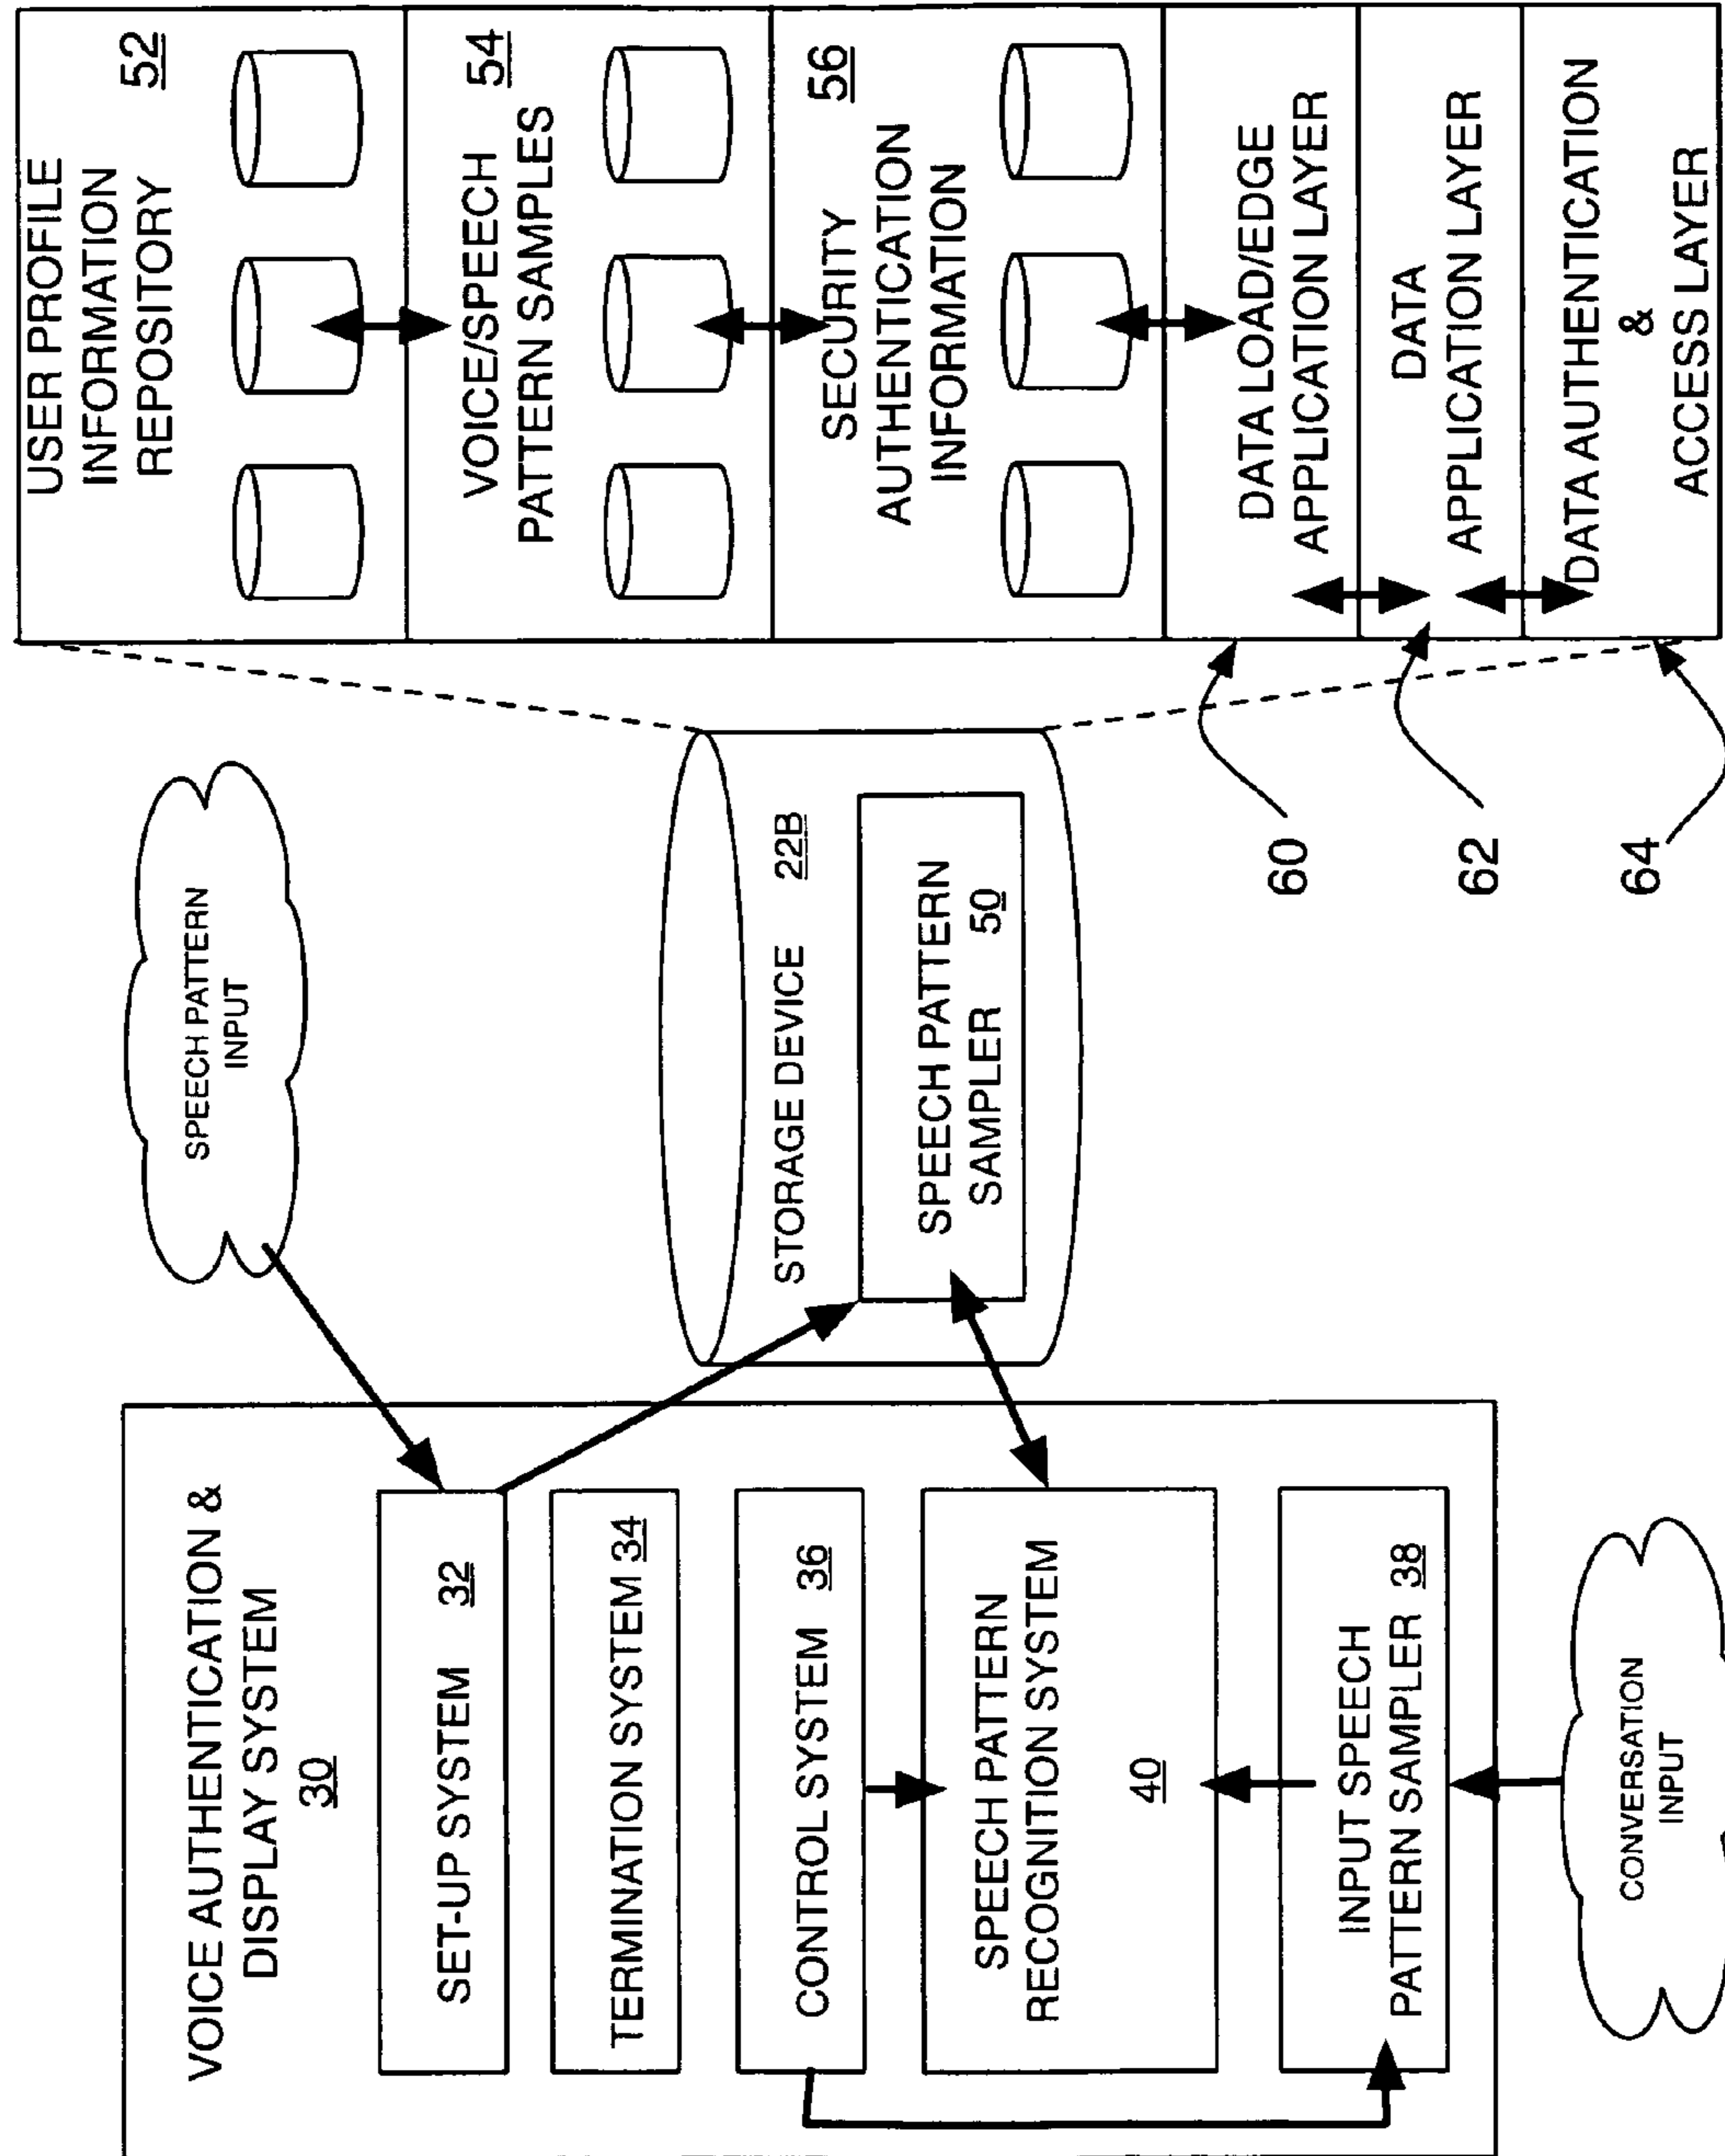 VOICE AUTHENTICATION &
DISPLAY SYSTEM
30
SET-UP SYSTEM 32
TERMINATION SYSTEM 34
CONTROL SYSTEM 36
SPEECH PATTERN
RECOGNITION SYSTEM
40
INPUT SPEECH
PATTERN SAMPLER 38
CONVERSATION
INPUT
SPEECH PATTERN
INPUT
STORAGE DEVICE 22B
SPEECH PATTERN
SAMPLER 50
60
62
64
USER PROFILE
INFORMATION
REPOSITORY 52
VOICE/SPEECH 54
PATTERN SAMPLES
SECURITY 56
AUTHENTICATION
INFORMATION
DATA LOAD/EDGE
APPLICATION LAYER
DATA
APPLICATION LAYER
DATA AUTHENTICATION
&
ACCESS LAYER